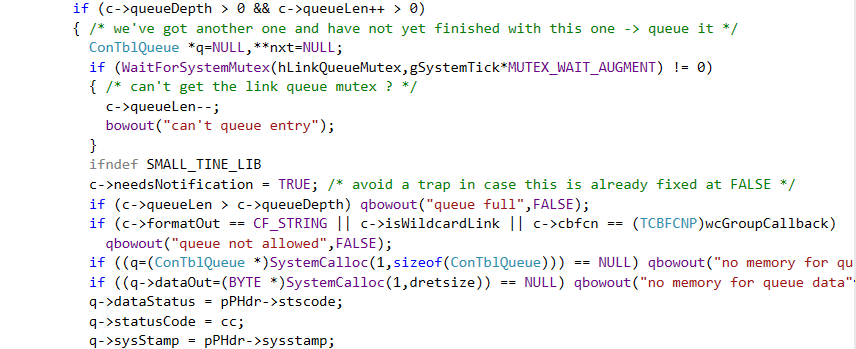 if (c->queueDepth > 0 && c->queueLen++ > 0)
{ /* we've got another one and have not yet finished with this one -> queue it */
ConTblQueue *q=NULL,**nxt=NULL;
if (WaitForSystemMutex(hLinkQueueMutex,gSystemTick*MUTEX_WAIT_AUGMENT) != 0)
{ /* can't get the link queue mutex ? */
c->queueLen--;
bowout("can't queue entry");
}
ifndef SMALL_TINE_LIB
c->needsNotification = TRUE; /* avoid a trap in case this is already fixed at FALSE */
if (c->queueLen > c->queueDepth) qbowout("queue full",FALSE);
if (c->formatOut == CF_STRING || c->isWildcardLink || c->cbfcn == (TCBFCNP)wcGroupCallback)
qbowout("queue not allowed",FALSE);
if ((q=(ConTblQueue *)SystemCalloc(1,sizeof(ConTblQueue))) == NULL) qbowout("no memory for qu
if ((q->dataOut=(BYTE *)SystemCalloc(1,dretsize)) == NULL) qbowout("no memory for queue data"
q->dataStatus = pPHdr->stscode;
q->statusCode = cc;
q->sysStamp = pPHdr->sysstamp;